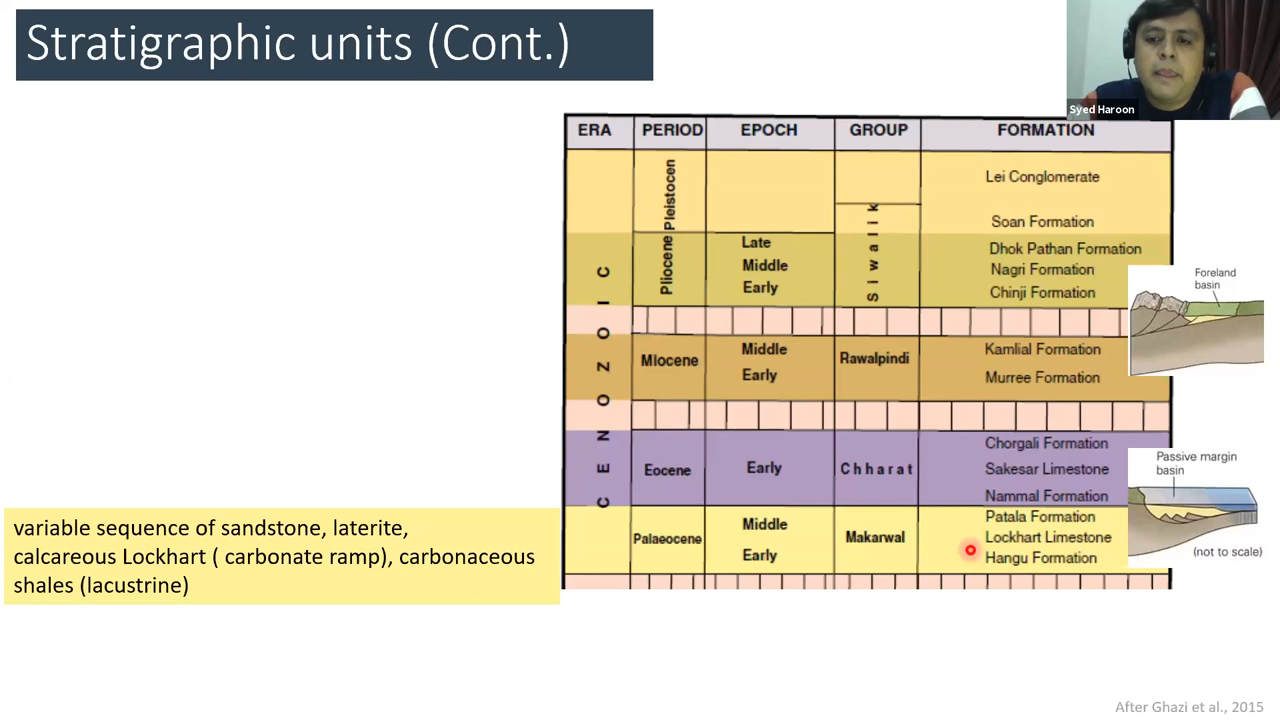 Stratigraphic units (Cont.)
Syed Haroon
ERA PERIOD EPOCH GROUP FORMATION
CENOZOIC
Pleistocen
Lei Conglomerate
Soan Formation
Pliocene
Late
Middle
Early
Siwalik
Dhok Pathan Formation
Nagri Formation
Chinji Formation
Miocene
Middle
Early
Rawalpindi
Kamlial Formation
Murree Formation
Eocene
Early
Chharat
Chorgali Formation
Sakesar Limestone
Nammal Formation
Palaeocene
Middle
Early
Makarwal
Patala Formation
Lockhart Limestone
Hangu Formation
Foreland
basin
Passive margin
basin
(not to scale)
variable sequence of sandstone, laterite,
calcareous Lockhart ( carbonate ramp), carbonaceous
shales (lacustrine)
After Ghazi et al., 2015